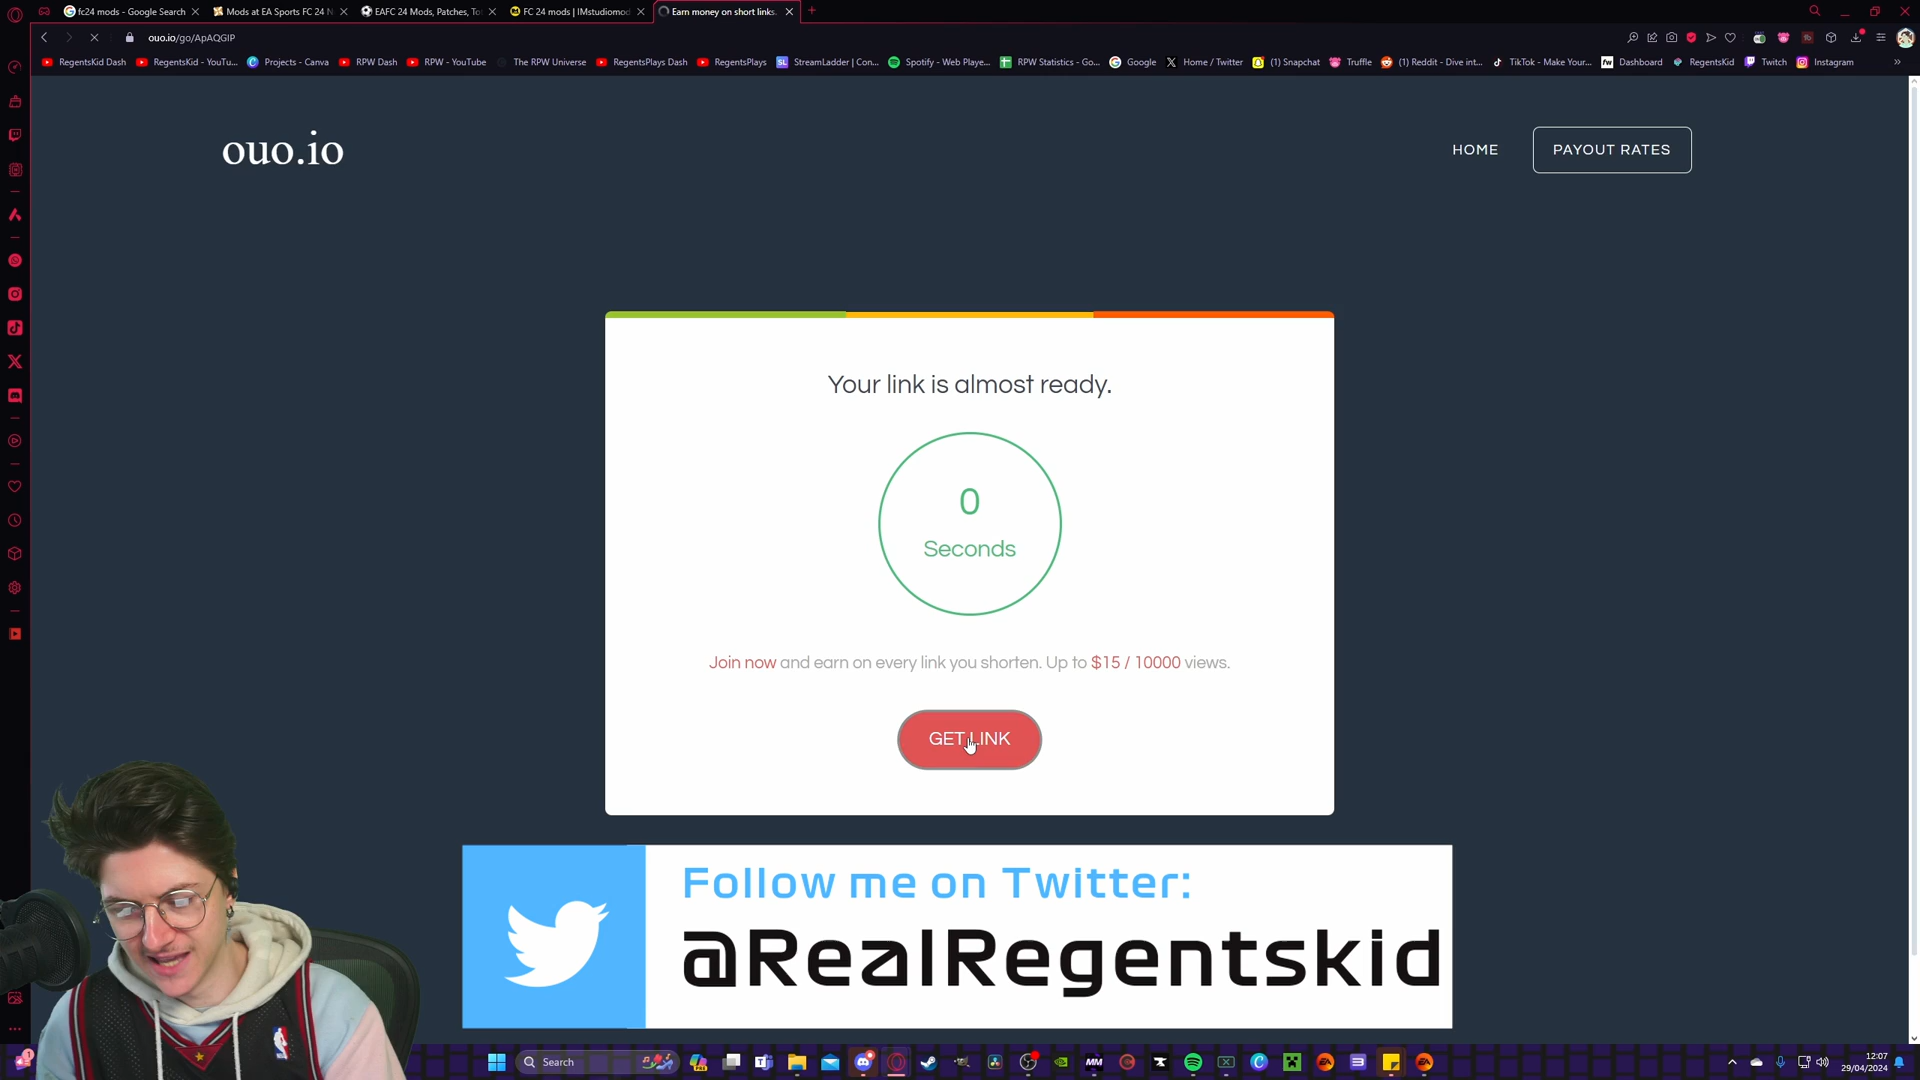 fc24 mods - Google Search
Mods at EA Sports FC 24 N
EAFC 24 Mods, Patches, To
FC 24 mods | IMstudiomod
Earn money on short links.
ouo.io/go/ApAQGIP
RegentsKid Dash
RegentsKid - YouTu...
Projects - Canva
RPW Dash
RPW - YouTube
The RPW Universe
RegentsPlays Dash
RegentsPlays
StreamLadder | Con...
Spotify - Web Playe...
RPW Statistics - Go...
Google
Home / Twitter
(1) Snapchat
Truffle
(1) Reddit - Dive int...
TikTok - Make Your...
Dashboard
RegentsKid
Twitch
Instagram
ouo.io
HOME
PAYOUT RATES
Your link is almost ready.
0
Seconds
Join now and earn on every link you shorten. Up to $15 / 10000 views.
GET LINK
Follow me on Twitter:
@RealRegentskid
Search
12:07
29/04/2024